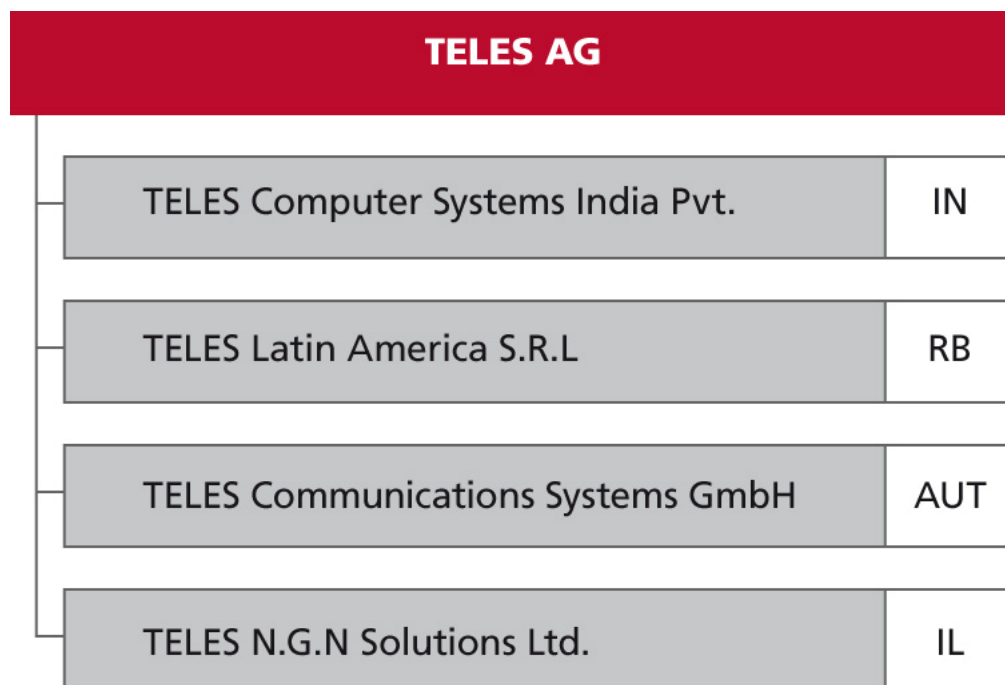 TELES AG
TELES Computer Systems India Pvt. IN
TELES Latin America S.R.L RB
TELES Communications Systems GmbH AUT
TELES N.G.N Solutions Ltd. IL